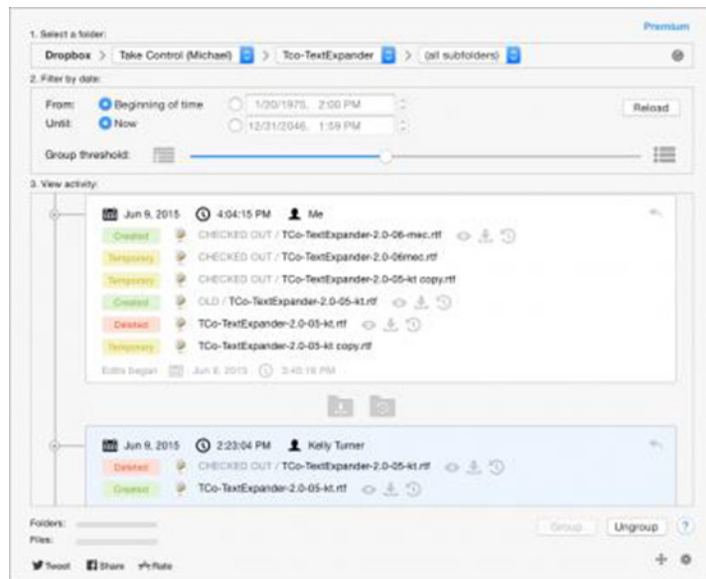 Premium
1. Select a folder:
Dropbox > Take Control (Michael) > Tco-TextExpander > (all subfolders)
2. Filter by date:
From: Beginning of time 1/20/1975, 2:00 PM Reload
Until: Now 12/31/2046, 1:59 PM
Group threshold:
3. View activity:
Jun 9, 2015 4:04:15 PM Me
Created CHECKED OUT / TCo-TextExpander-2.0-06-mec.rtf
Temporary CHECKED OUT / TCo-TextExpander-2.0-06mec.rtf
Temporary CHECKED OUT / TCo-TextExpander-2.0-05-kt copy.rtf
Created OLD / TCo-TextExpander-2.0-05-kt.rtf
Deleted TCo-TextExpander-2.0-05-kt.rtf
Temporary TCo-TextExpander-2.0-05-kt copy.rtf
Edits began Jun 9, 2015 3:40:16 PM
Jun 9, 2015 2:23:04 PM Kelly Turner
Deleted CHECKED OUT / TCo-TextExpander-2.0-05-kt.rtf
Created TCo-TextExpander-2.0-05-kt.rtf
Folders: Group Ungroup ?
Files:
Tweet Share Rate